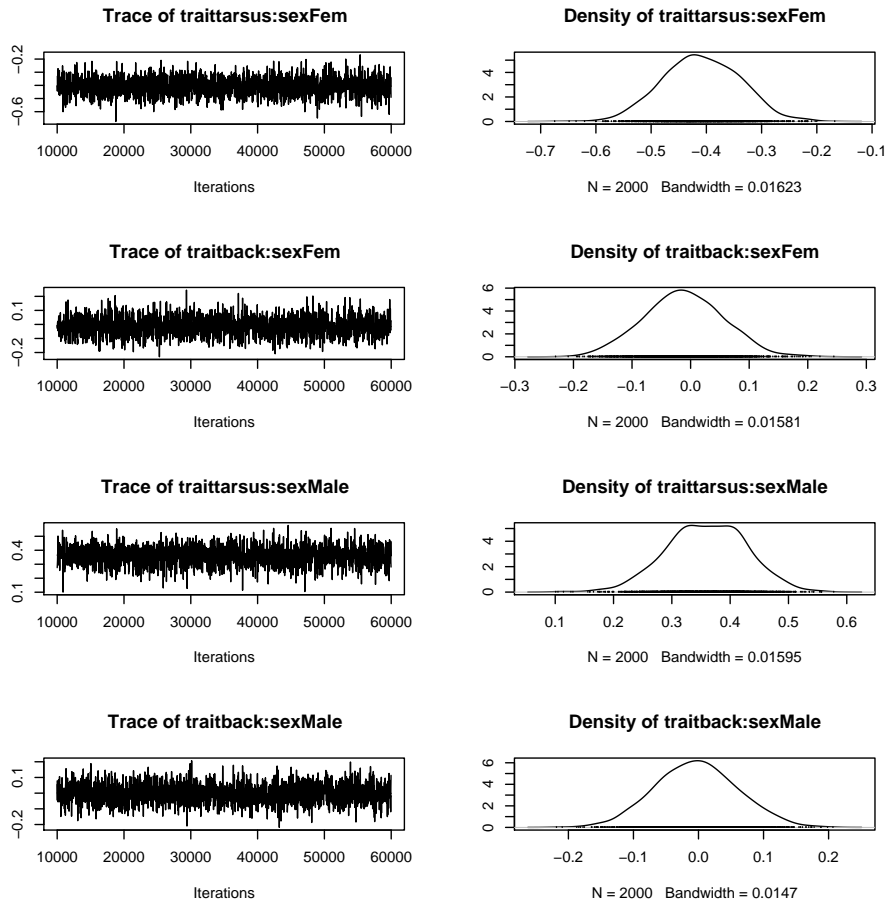 Trace of traittarsus:sexFem
−0.2
−0.6
10000 20000 30000 40000 50000 60000
Iterations
Density of traittarsus:sexFem
4
2
0
−0.7 −0.6 −0.5 −0.4 −0.3 −0.2 −0.1
N = 2000 Bandwidth = 0.01623
Trace of traitback:sexFem
0.1
−0.2
10000 20000 30000 40000 50000 60000
Iterations
Density of traitback:sexFem
6
4
2
0
−0.3 −0.2 −0.1 0.0 0.1 0.2 0.3
N = 2000 Bandwidth = 0.01581
Trace of traittarsus:sexMale
0.4
0.1
10000 20000 30000 40000 50000 60000
Iterations
Density of traittarsus:sexMale
4
2
0
0.1 0.2 0.3 0.4 0.5 0.6
N = 2000 Bandwidth = 0.01595
Trace of traitback:sexMale
0.1
−0.2
10000 20000 30000 40000 50000 60000
Iterations
Density of traitback:sexMale
6
4
2
0
−0.2 −0.1 0.0 0.1 0.2
N = 2000 Bandwidth = 0.0147